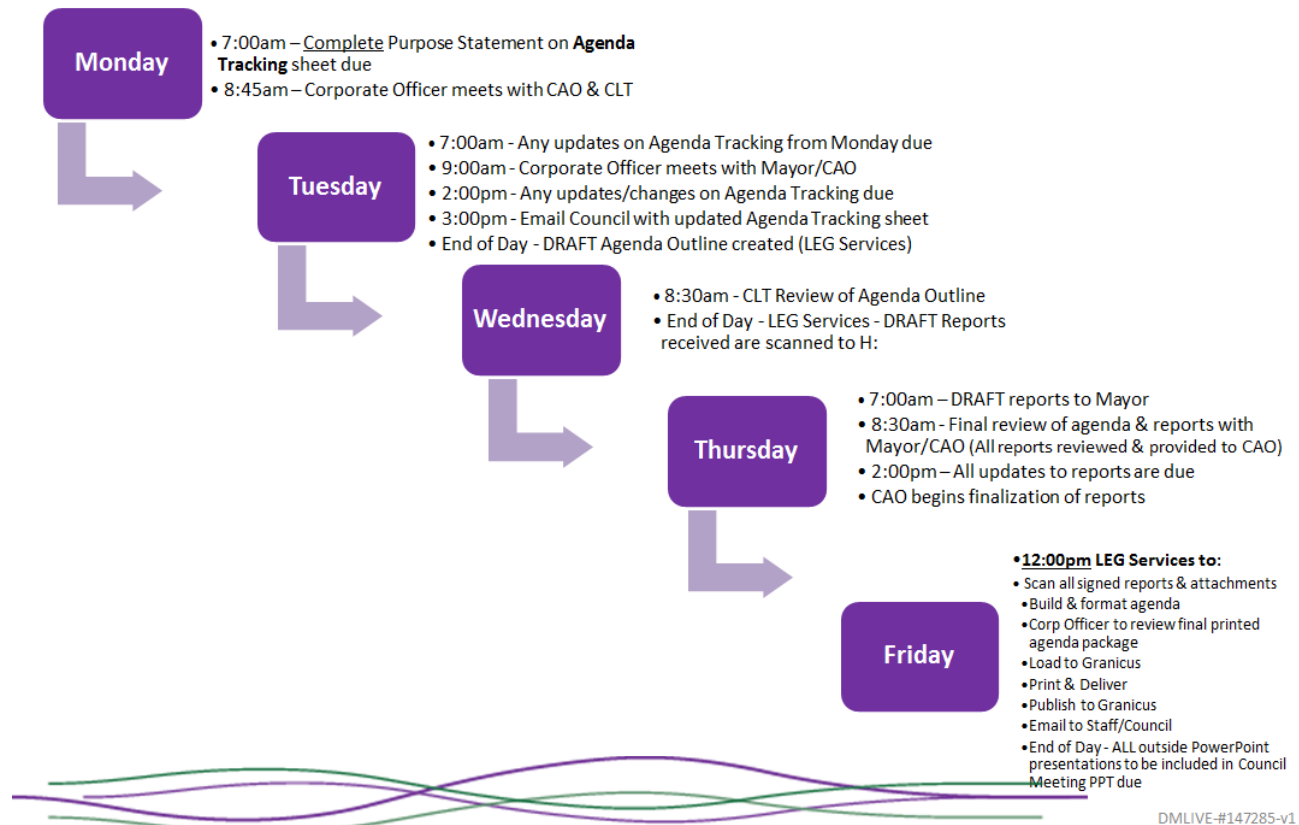 Monday
• 7:00am – Complete Purpose Statement on Agenda
Tracking sheet due
• 8:45am – Corporate Officer meets with CAO & CLT
Tuesday
• 7:00am - Any updates on Agenda Tracking from Monday due
• 9:00am - Corporate Officer meets with Mayor/CAO
• 2:00pm - Any updates/changes on Agenda Tracking due
• 3:00pm - Email Council with updated Agenda Tracking sheet
• End of Day - DRAFT Agenda Outline created (LEG Services)
Wednesday
• 8:30am - CLT Review of Agenda Outline
• End of Day - LEG Services - DRAFT Reports
received are scanned to H:
Thursday
• 7:00am – DRAFT reports to Mayor
• 8:30am - Final review of agenda & reports with
Mayor/CAO (All reports reviewed & provided to CAO)
• 2:00pm – All updates to reports are due
• CAO begins finalization of reports
Friday
•12:00pm LEG Services to:
• Scan all signed reports & attachments
•Build & format agenda
•Corp Officer to review final printed
agenda package
•Load to Granicus
•Print & Deliver
•Publish to Granicus
•Email to Staff/Council
•End of Day - ALL outside PowerPoint
presentations to be included in Council
Meeting PPT due
DMLIVE-#147285-v1